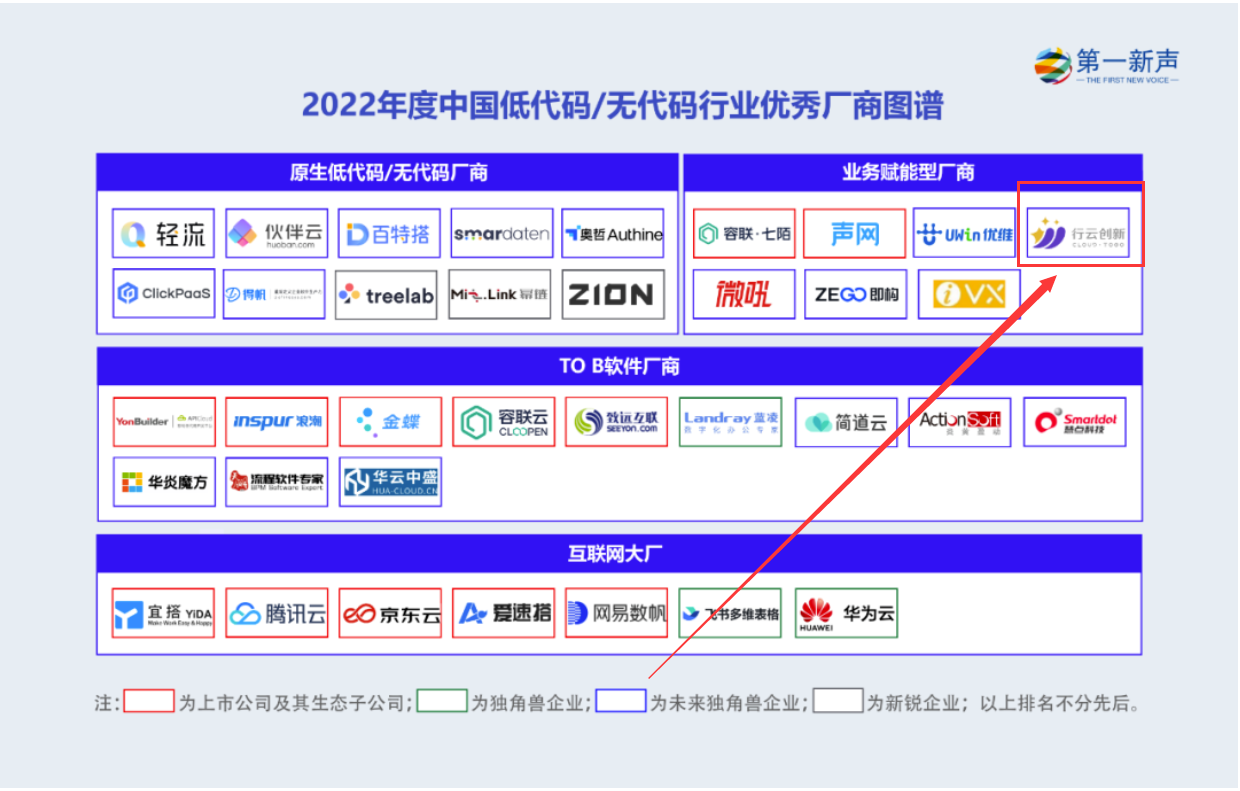 第一新声
THE FIRST NEW VOICE
2022年度中国低代码/无代码行业优秀厂商图谱
原生低代码/无代码厂商
轻流
伙伴云
huoban.com
百特搭
smardaten
奥哲Authine
ClickPaaS
得帆
treelab
Mi Link 幂链
ZION
业务赋能型厂商
容联·七陌
声网
UWin优维
行云创新
CLOUD·TOGO
微吼
ZEGO 即构
iVX
TO B软件厂商
YonBuilder
APICloud
inspur 浪潮
金蝶
容联云
CLOOPEN
致远互联
SEEYON.COM
Landray 蓝凌
数字化办公专家
简道云
ActionSoft
炎黄盈动
Smartdot
慧点科技
华炎魔方
流程软件专家
BPM Software Expert
华云中盛
HUA-CLOUD.CN
互联网大厂
宜搭 YiDA
Make Work Easy & Happy
腾讯云
京东云
爱速搭
网易数帆
飞书多维表格
HUAWEI
华为云
注: 为上市公司及其生态子公司; 为独角兽企业; 为未来独角兽企业; 为新锐企业; 以上排名不分先后。